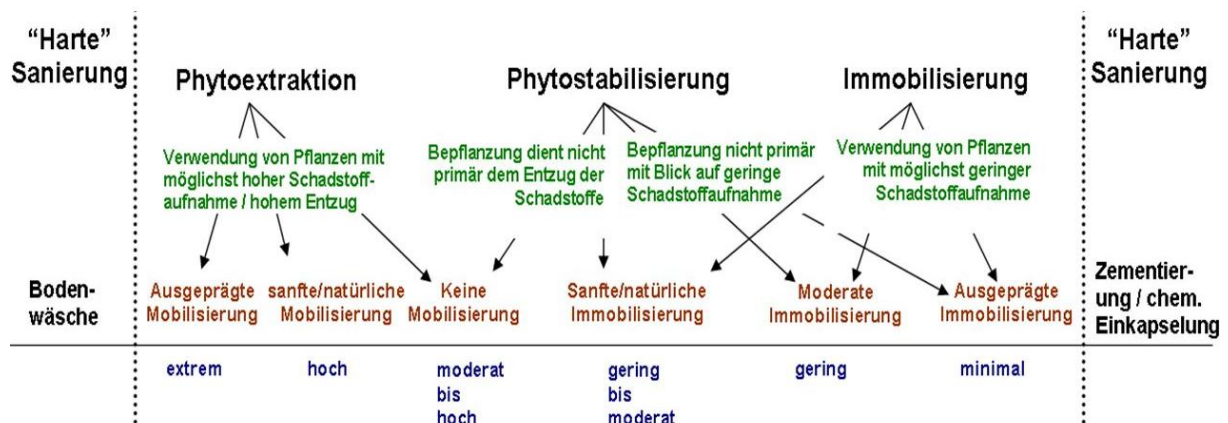 “Harte”
Sanierung
Phytoextraktion
Phytostabilisierung
Immobilisierung
“Harte”
Sanierung
Verwendung von Pflanzen mit
möglichst hoher Schadstoff-
aufnahme / hohem Entzug
Bepflanzung dient nicht
primär dem Entzug der
Schadstoffe
Bepflanzung nicht primär
mit Blick auf geringe
Schadstoffaufnahme
Verwendung von Pflanzen
mit möglichst geringer
Schadstoffaufnahme
Boden-
wäsche
Ausgeprägte
Mobilisierung
sanfte/natürliche
Mobilisierung
Keine
Mobilisierung
Sanfte/natürliche
Immobilisierung
Moderate
Immobilisierung
Ausgeprägte
Immobilisierung
Zementier-
ung / chem.
Einkapselung
extrem
hoch
moderat
bis
hoch
gering
bis
moderat
gering
minimal